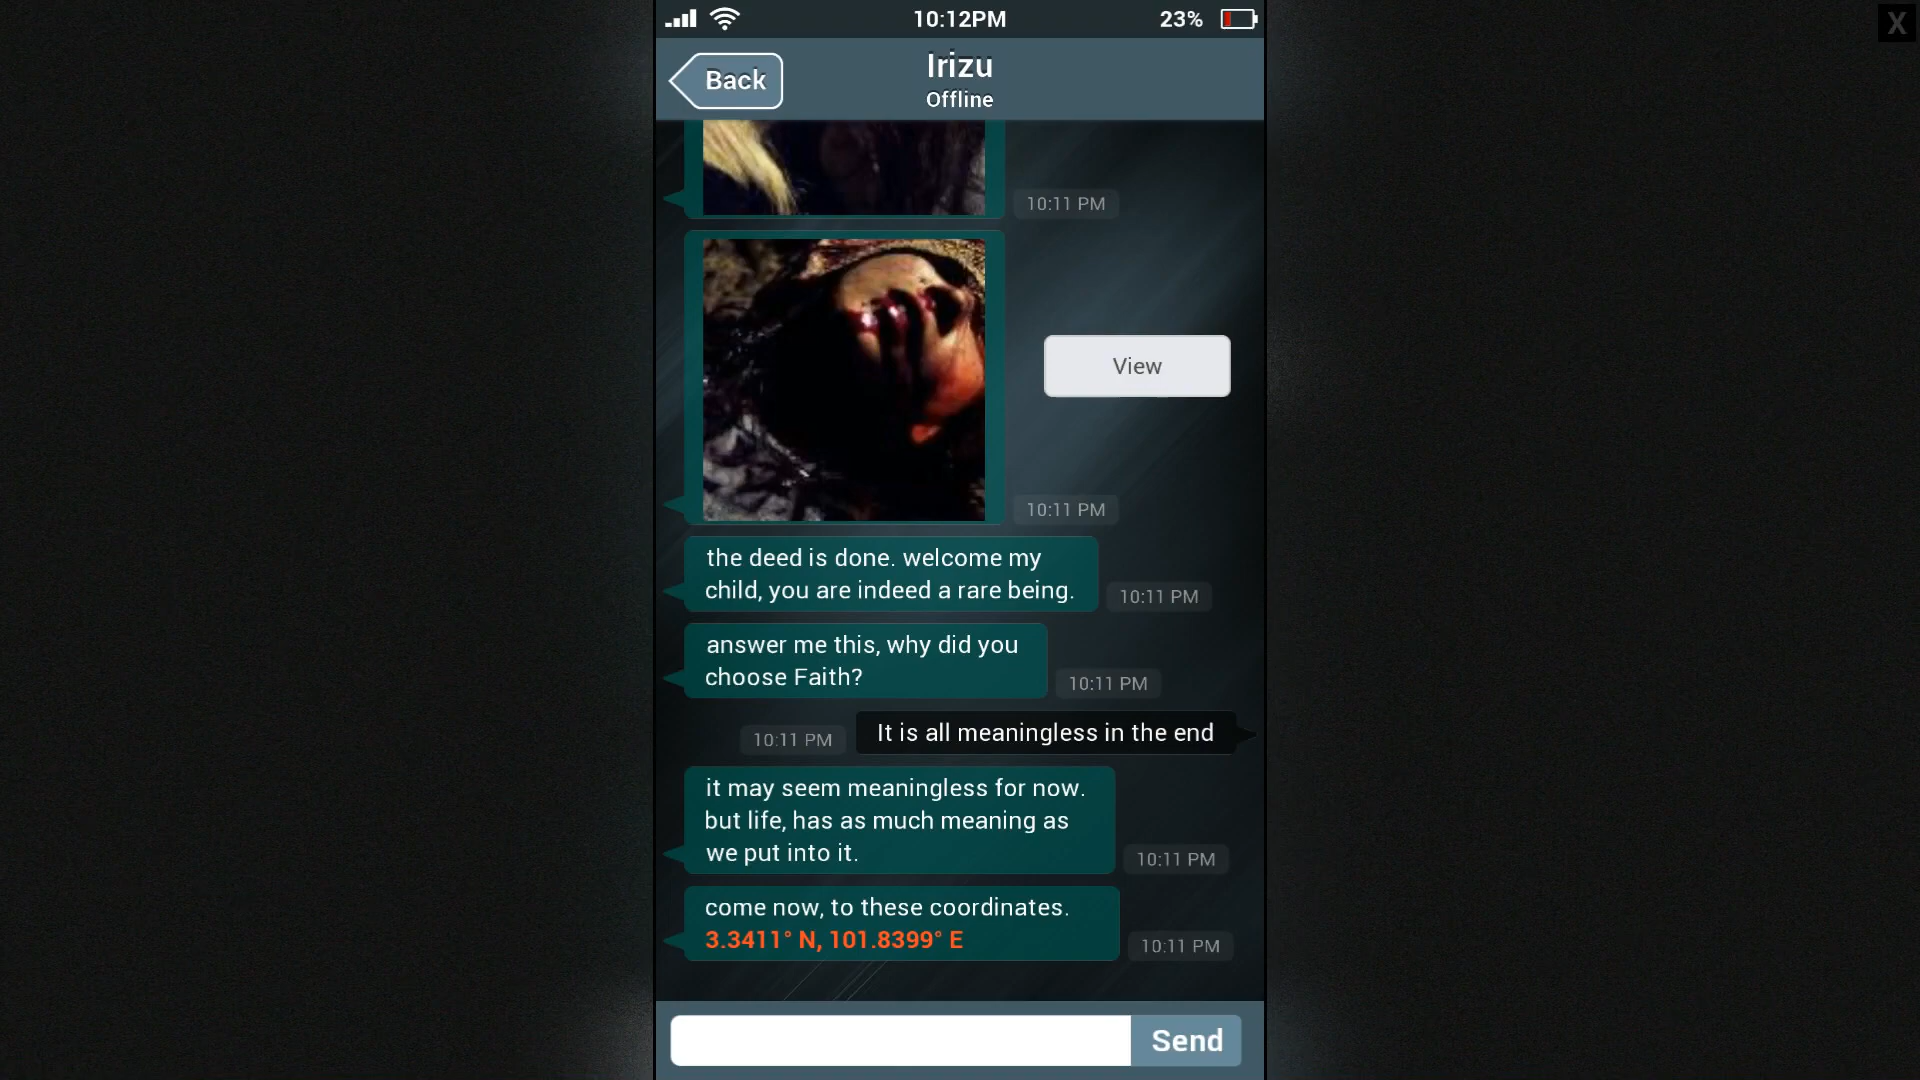 10:12PM
23%
X
Back
Irizu
Offline
10:11 PM
View
10:11 PM
the deed is done. welcome my
child, you are indeed a rare being.
10:11 PM
answer me this, why did you
choose Faith?
10:11 PM
10:11 PM
It is all meaningless in the end
it may seem meaningless for now.
but life, has as much meaning as
we put into it.
10:11 PM
come now, to these coordinates.
3.3411° N, 101.8399° E
10:11 PM
Send